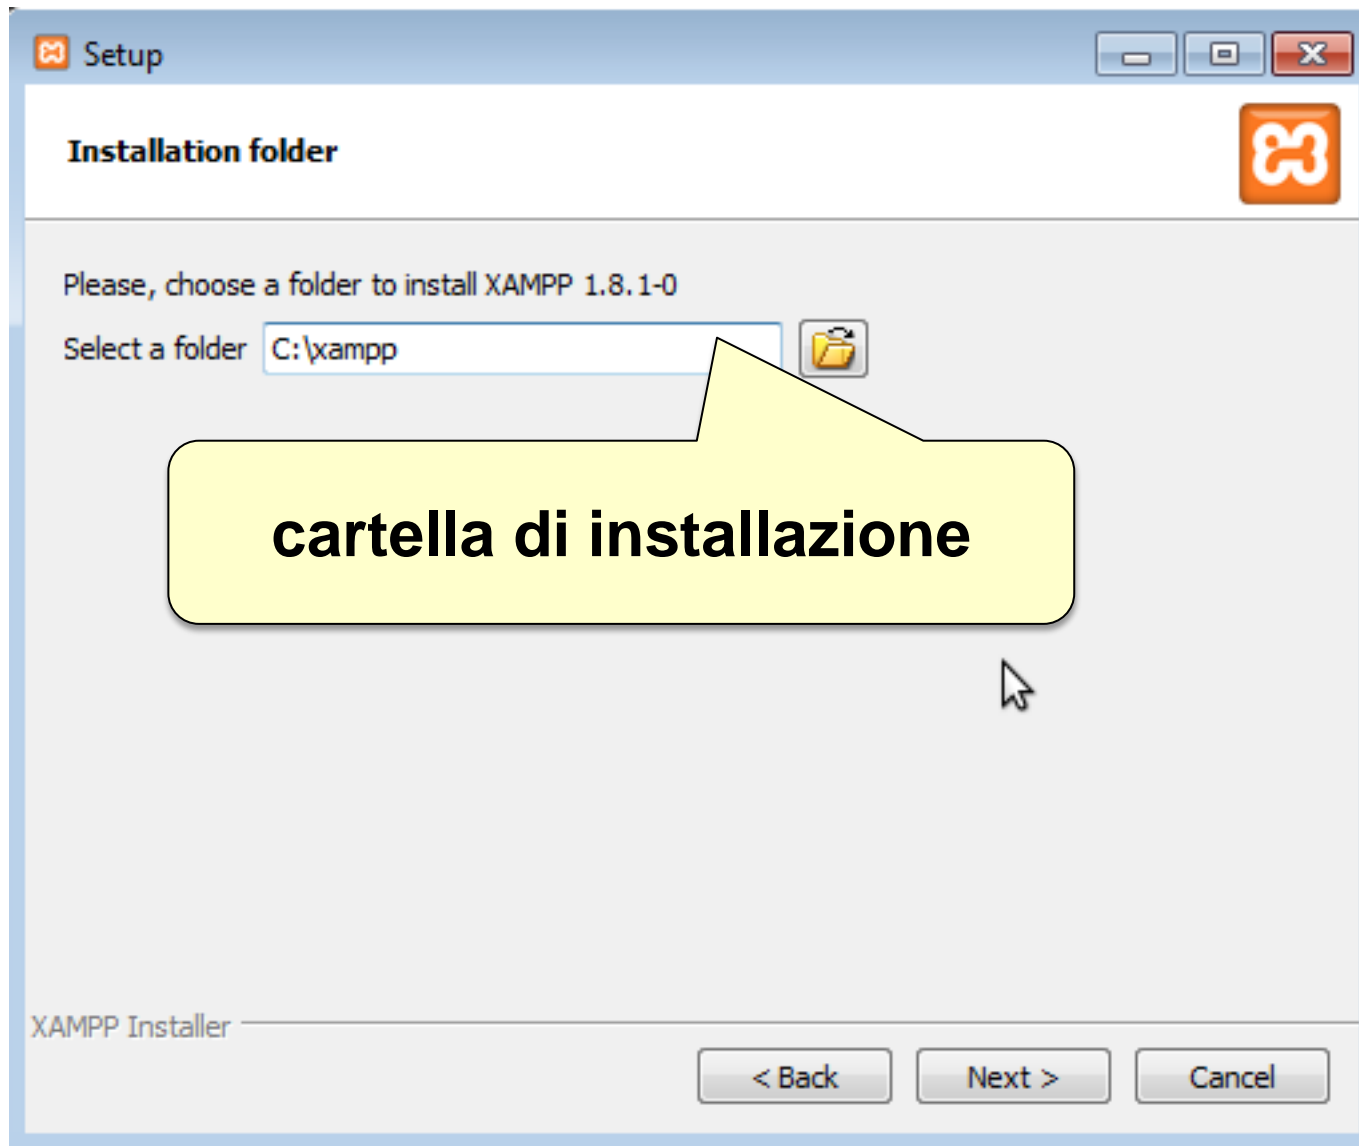 Setup
Installation folder
Please, choose a folder to install XAMPP 1.8.1-0
Select a folder C:\xampp
cartella di installazione
XAMPP Installer
< Back Next > Cancel